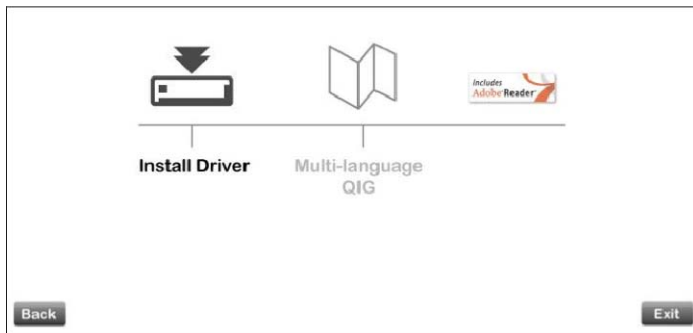 Includes
Adobe Reader
Install Driver
Multi-language
QIG
Back
Exit